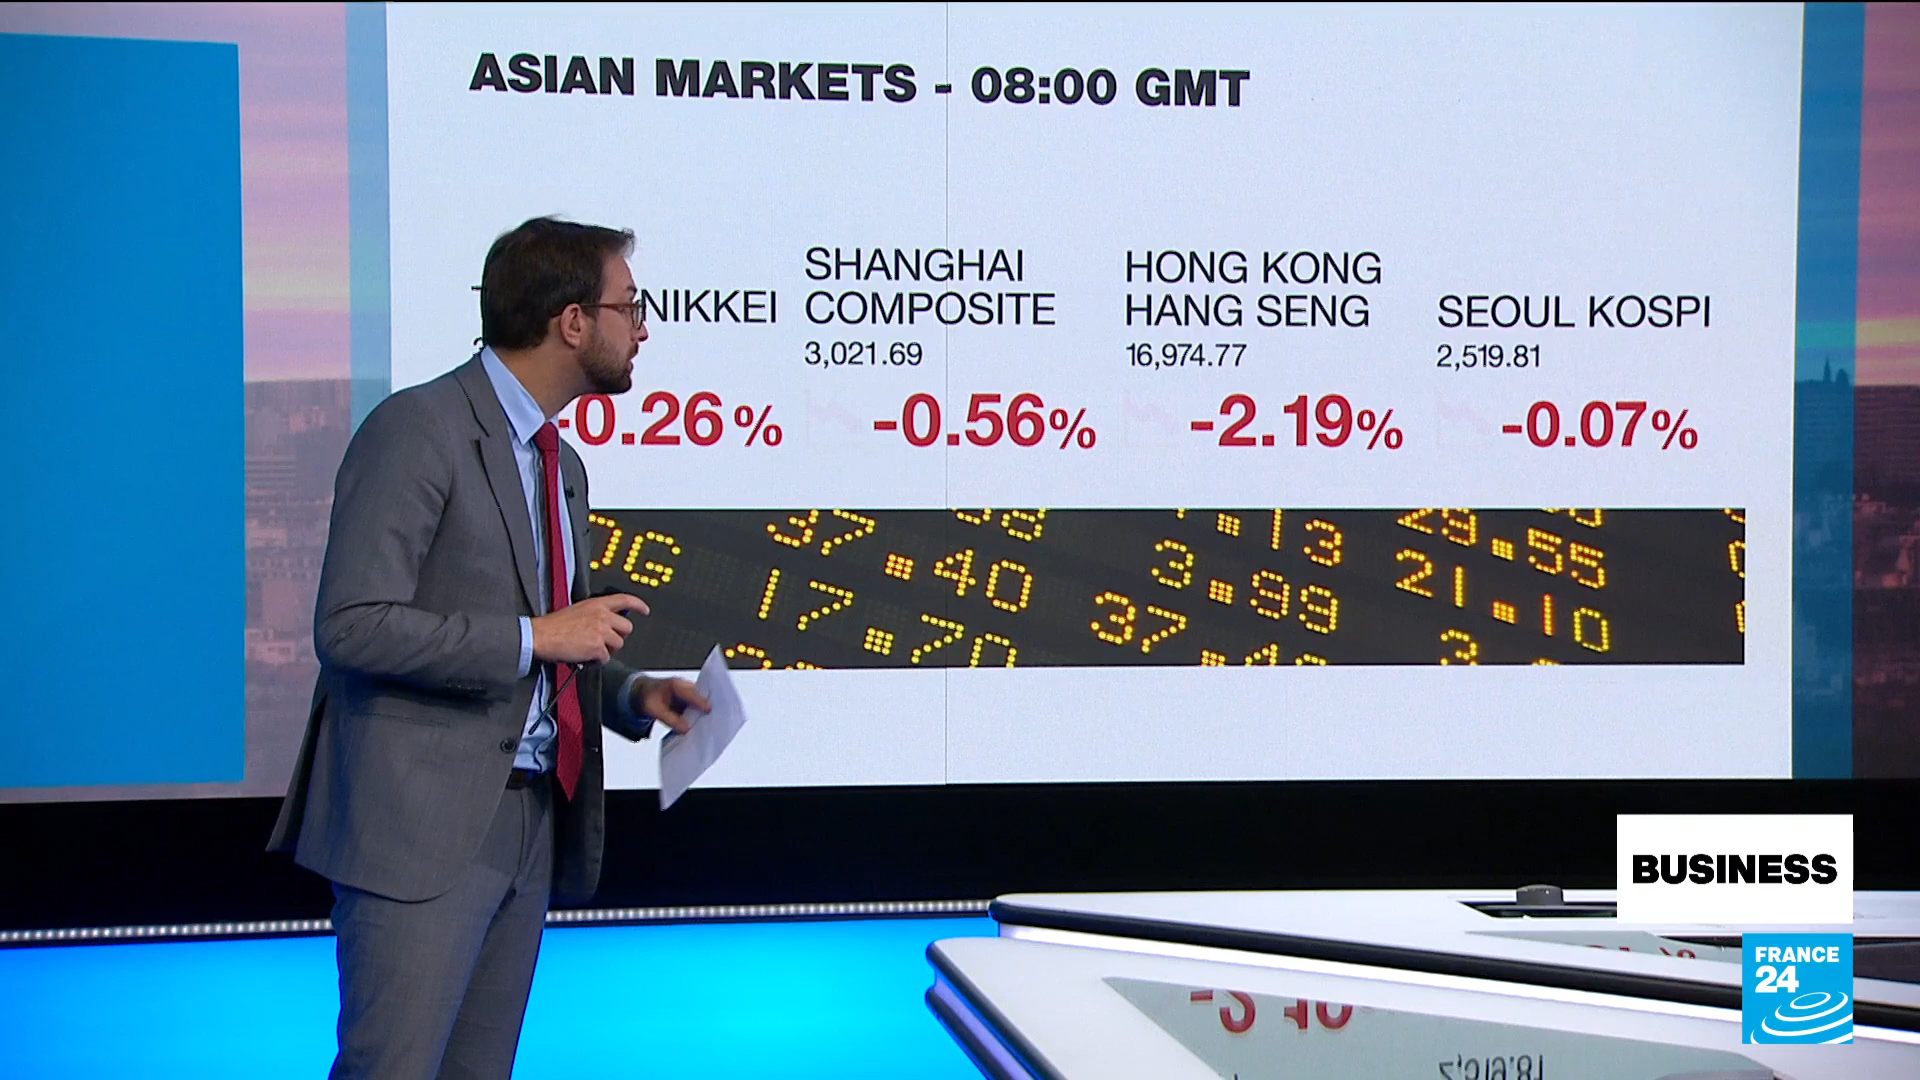 ASIAN MARKETS - 08:00 GMT
NIKKEI
-0.26%
SHANGHAI
COMPOSITE
3,021.69
-0.56%
HONG KONG
HANG SENG
16,974.77
-2.19%
SEOUL KOSPI
2,519.81
-0.07%
37.40
17.70
3.99
37
29.55
21.10
BUSINESS
FRANCE
24